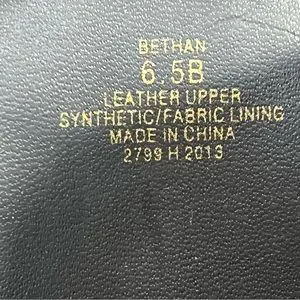 BETHAN
6.5B
LEATHER UPPER
SYNTHETIC/FABRIC LINING
MADE IN CHINA
2799 H 2013